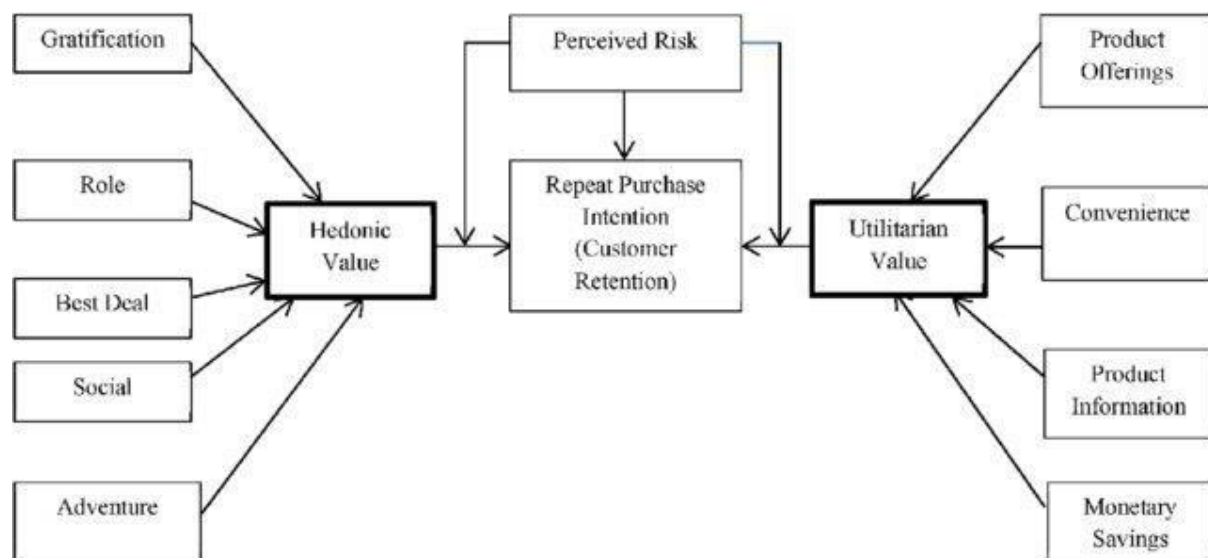 Gratification
Perceived Risk
Product
Offerings
Role
Repeat Purchase
Intention
(Customer
Retention)
Convenience
Hedonic
Value
Utilitarian
Value
Best Deal
Social
Product
Information
Adventure
Monetary
Savings